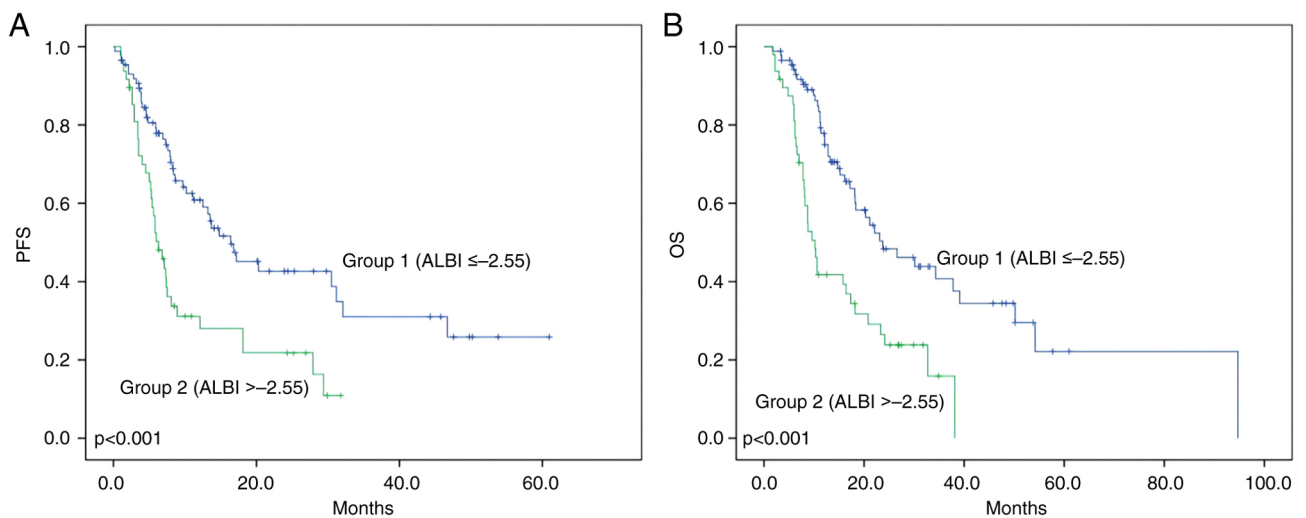 A
PFS
1.0
0.8
0.6
0.4
0.2
0.0
Group 1 (ALBI ≤–2.55)
Group 2 (ALBI >–2.55)
p<0.001
0.0 20.0 40.0 60.0
Months
B
OS
1.0
0.8
0.6
0.4
0.2
0.0
Group 1 (ALBI ≤–2.55)
Group 2 (ALBI >–2.55)
p<0.001
0.0 20.0 40.0 60.0 80.0 100.0
Months